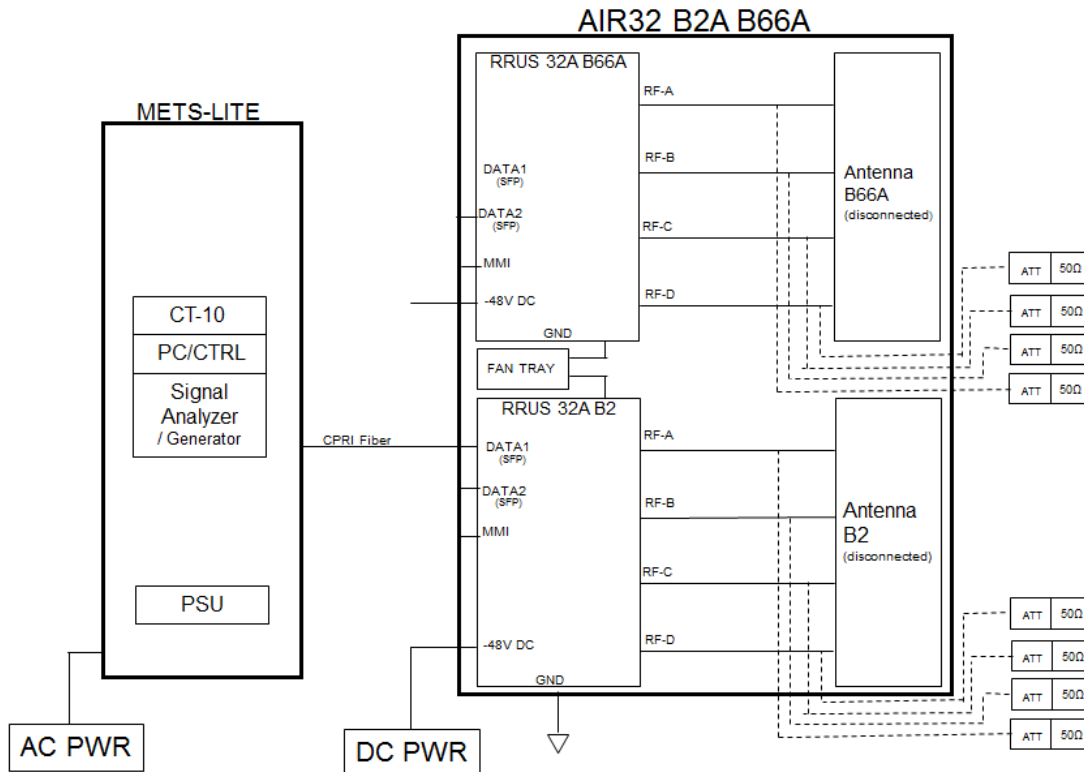 AIR32 B2A B66A
METS-LITE
CT-10
PC/CTRL
Signal
Analyzer
/ Generator
PSU
AC PWR
CPRI Fiber
DC PWR
RRUS 32A B66A
DATA1
(SFP)
DATA2
(SFP)
MMI
-48V DC
GND
RF-A
RF-B
RF-C
RF-D
Antenna
B66A
(disconnected)
ATT 50Ω
ATT 50Ω
ATT 50Ω
ATT 50Ω
FAN TRAY
RRUS 32A B2
DATA1
(SFP)
DATA2
(SFP)
MMI
-48V DC
GND
RF-A
RF-B
RF-C
RF-D
Antenna
B2
(disconnected)
ATT 50Ω
ATT 50Ω
ATT 50Ω
ATT 50Ω